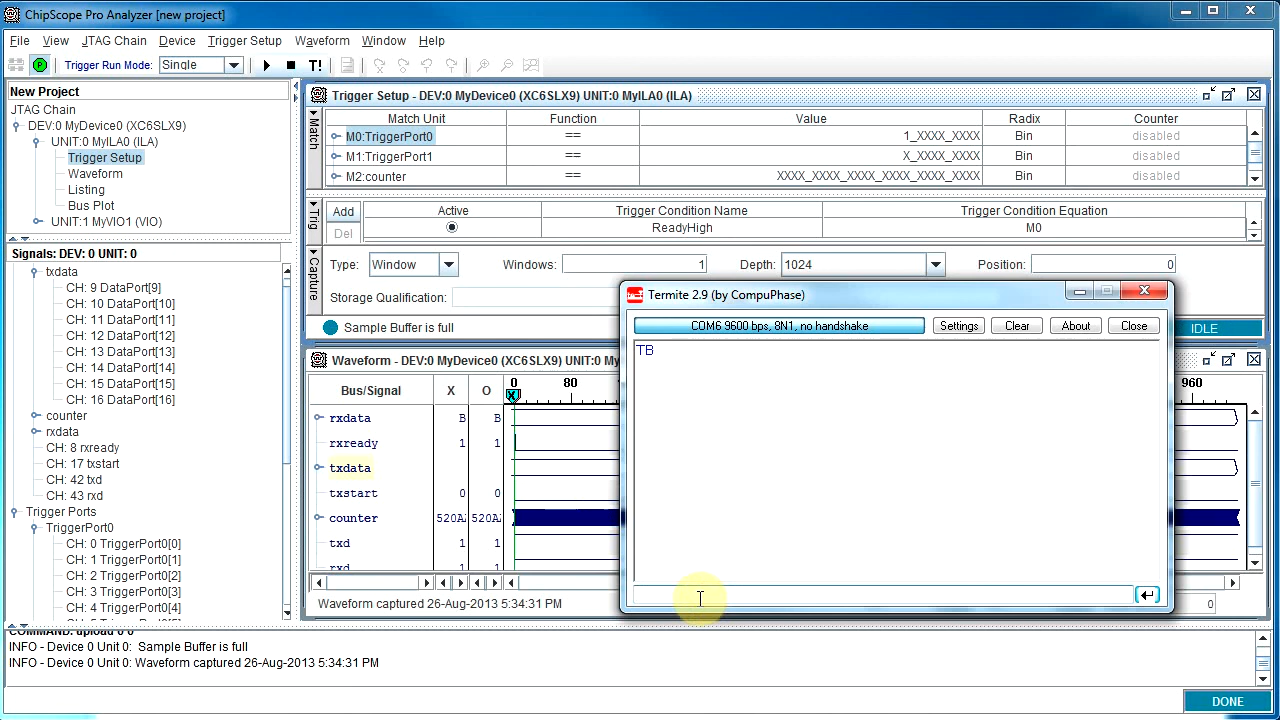 ChipScope Pro Analyzer [new project]
File View JTAG Chain Device Trigger Setup Waveform Window Help
Trigger Run Mode: Single T!
New Project
JTAG Chain
DEV:0 MyDevice0 (XC6SLX9)
UNIT:0 MyILA0 (ILA)
Trigger Setup
Waveform
Listing
Bus Plot
UNIT:1 MyVIO1 (VIO)
Signals: DEV: 0 UNIT: 0
txdata
CH: 9 DataPort[9]
CH: 10 DataPort[10]
CH: 11 DataPort[11]
CH: 12 DataPort[12]
CH: 13 DataPort[13]
CH: 14 DataPort[14]
CH: 15 DataPort[15]
CH: 16 DataPort[16]
counter
rxdata
CH: 8 rxready
CH: 17 txstart
CH: 42 txd
CH: 43 rxd
Trigger Ports
TriggerPort0
CH: 0 TriggerPort0[0]
CH: 1 TriggerPort0[1]
CH: 2 TriggerPort0[2]
CH: 3 TriggerPort0[3]
CH: 4 TriggerPort0[4]
Trigger Setup - DEV:0 MyDevice0 (XC6SLX9) UNIT:0 MyILA0 (ILA)
Match
Match Unit Function Value Radix Counter
M0:TriggerPort0 == 1_XXXX_XXXX Bin disabled
M1:TriggerPort1 == X_XXXX_XXXX Bin disabled
M2:counter == XXXX_XXXX_XXXX_XXXX_XXXX_XXXX Bin disabled
Trig
Add Active Trigger Condition Name Trigger Condition Equation
Del ReadyHigh M0
Capture
Type: Window Windows: 1 Depth: 1024 Position: 0
Storage Qualification:
Sample Buffer is full IDLE
Waveform - DEV:0 MyDevice0 (XC6SLX9) UNIT:0 M
Bus/Signal X O 0 80 960
rxdata B B
rxready 1 1
txdata
txstart 0 0
counter 520A 520A
txd 1 1
rxd 1 1
Waveform captured 26-Aug-2013 5:34:31 PM 0
Termite 2.9 (by CompuPhase)
COM6 9600 bps, 8N1, no handshake Settings Clear About Close
TB
COMMAND: upload 0 0
INFO - Device 0 Unit 0: Sample Buffer is full
INFO - Device 0 Unit 0: Waveform captured 26-Aug-2013 5:34:31 PM
DONE